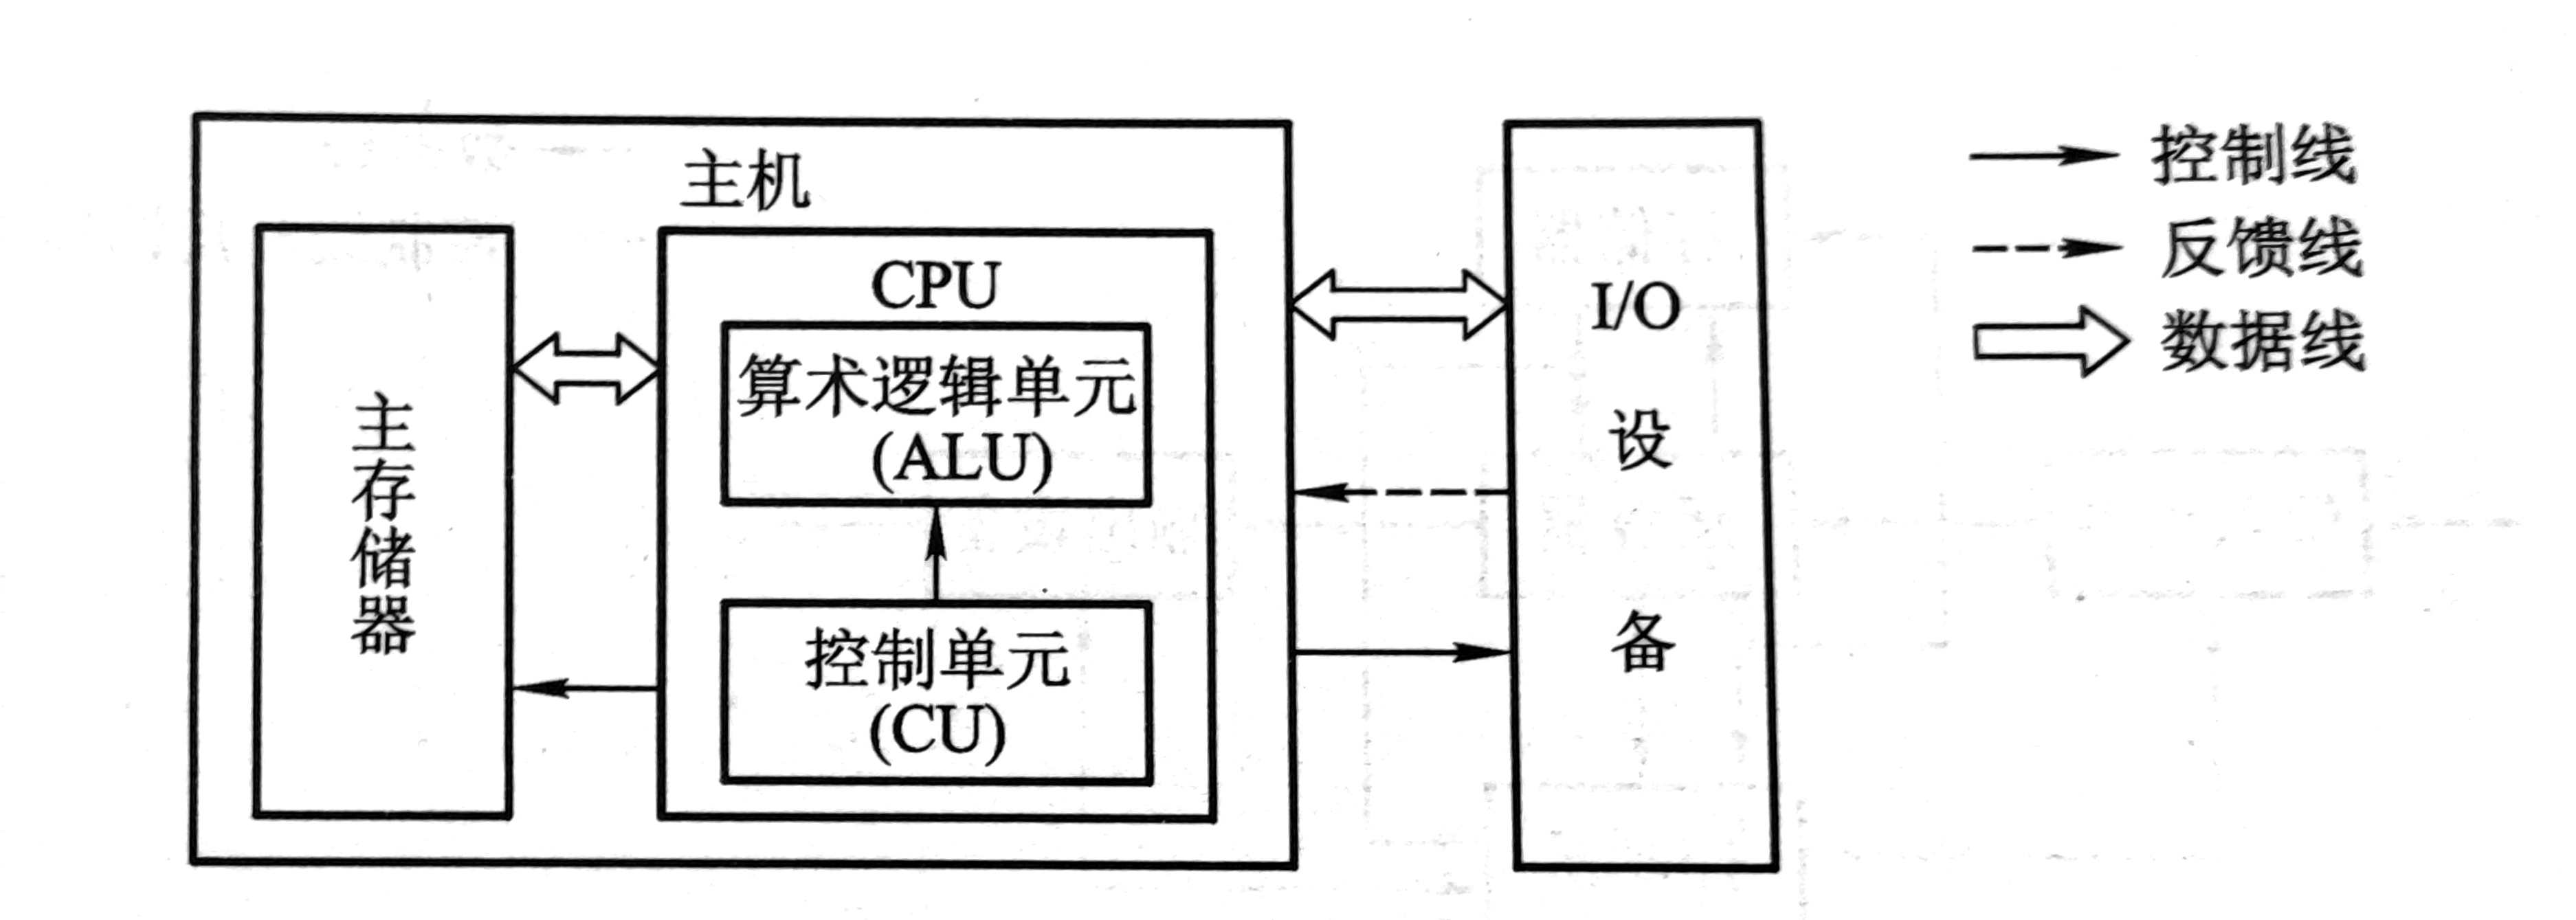 主机
主存储器
CPU
算术逻辑单元
(ALU)
控制单元
(CU)
I/O
设
备
控制线
反馈线
数据线